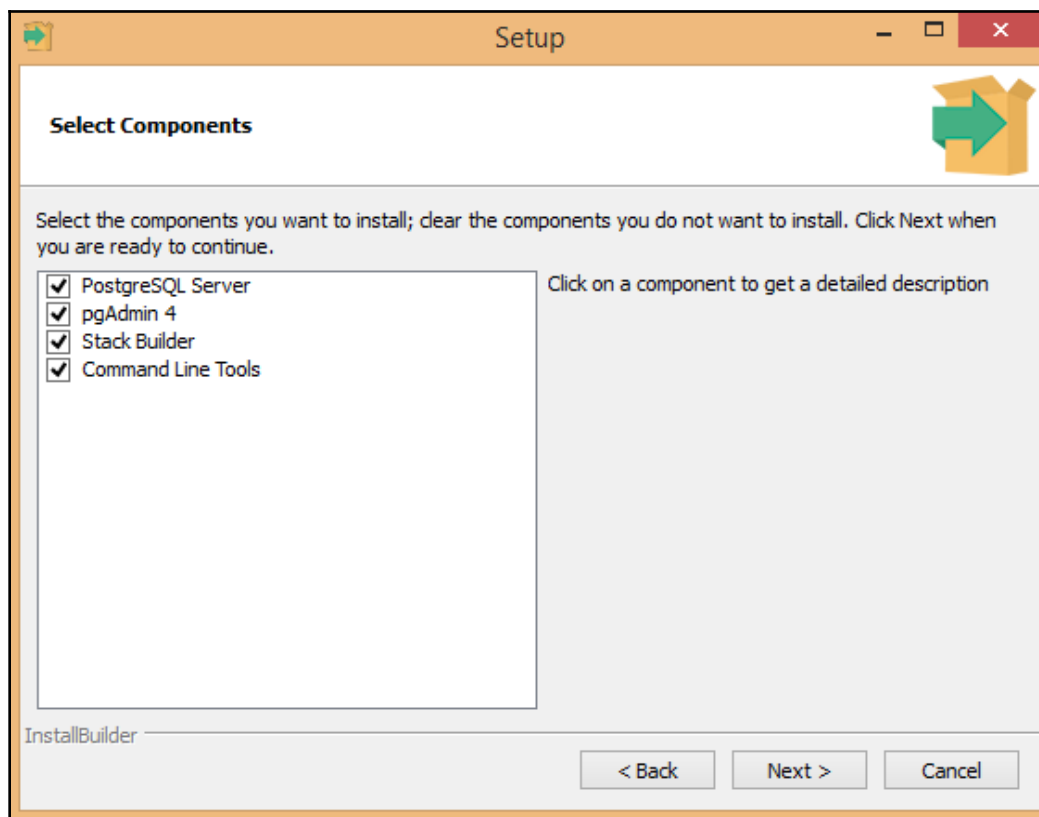 Setup
Select Components
Select the components you want to install; clear the components you do not want to install. Click Next when
you are ready to continue.
PostgreSQL Server
pgAdmin 4
Stack Builder
Command Line Tools
Click on a component to get a detailed description
InstallBuilder
< Back
Next >
Cancel